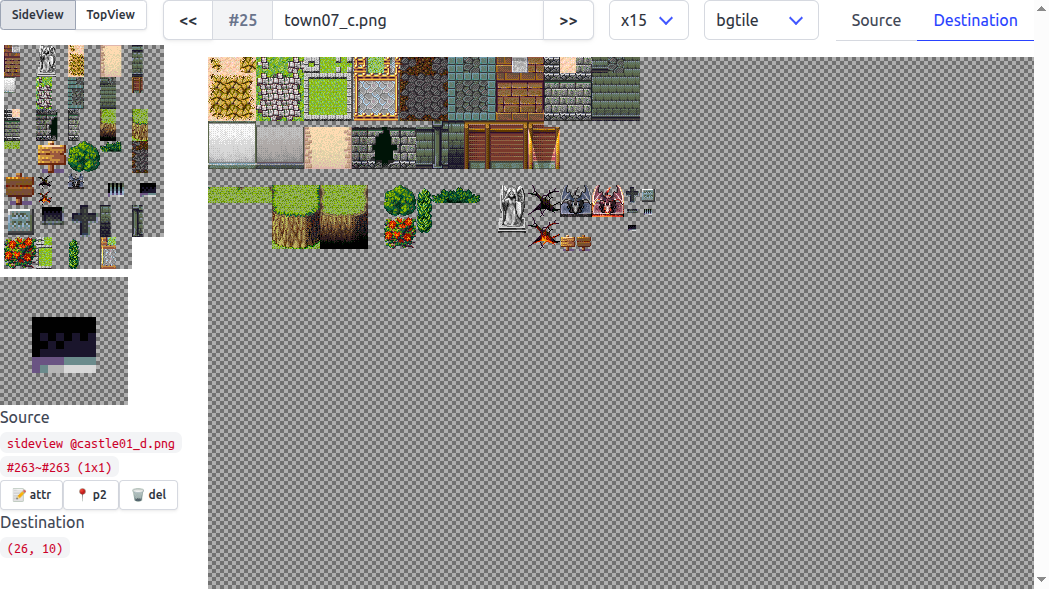 SideView TopView << #25 town07_c.png >> x15 bgtile Source Destination
Source
sideview @castle01_d.png
#263~#263 (1x1)
attr p2 del
Destination
(26, 10)